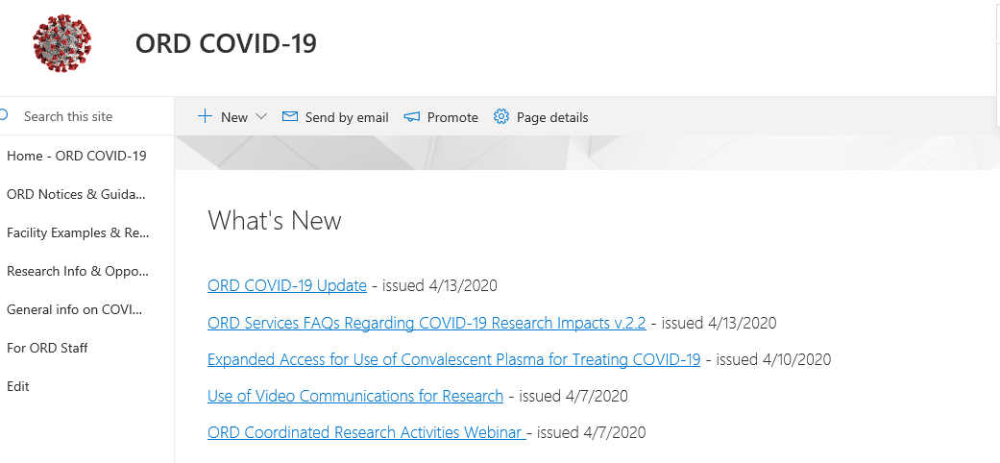 ORD COVID-19
Search this site
New
Send by email
Promote
Page details
Home - ORD COVID-19
ORD Notices & Guida...
Facility Examples & Re...
Research Info & Oppo...
General info on COVI...
For ORD Staff
Edit
What's New
ORD COVID-19 Update - issued 4/13/2020
ORD Services FAQs Regarding COVID-19 Research Impacts v.2.2 - issued 4/13/2020
Expanded Access for Use of Convalescent Plasma for Treating COVID-19 - issued 4/10/2020
Use of Video Communications for Research - issued 4/7/2020
ORD Coordinated Research Activities Webinar - issued 4/7/2020